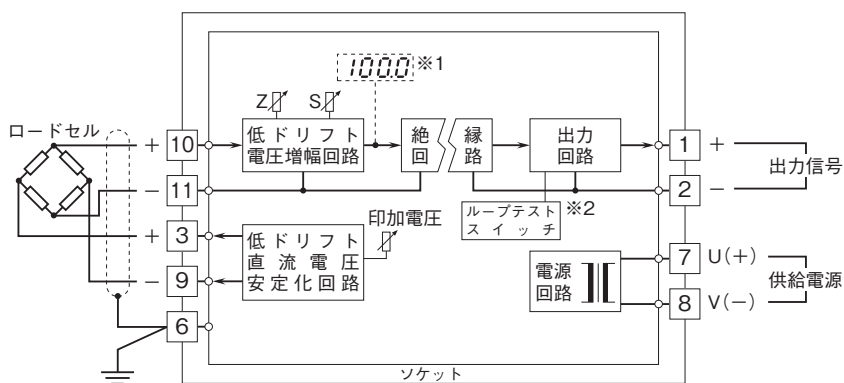 100.0 ※1
Z S
ロードセル
+ 10
低ドリフト
電圧増幅回路
絶 縁
回 路
出力
回路
1 +
出力信号
− 11
2 −
ループテスト
スイッチ
※2
印加電圧
+ 3
低ドリフト
直流電圧
安定化回路
− 9
電源
回路
7 U(+)
供給電源
8 V(−)
6
ソケット